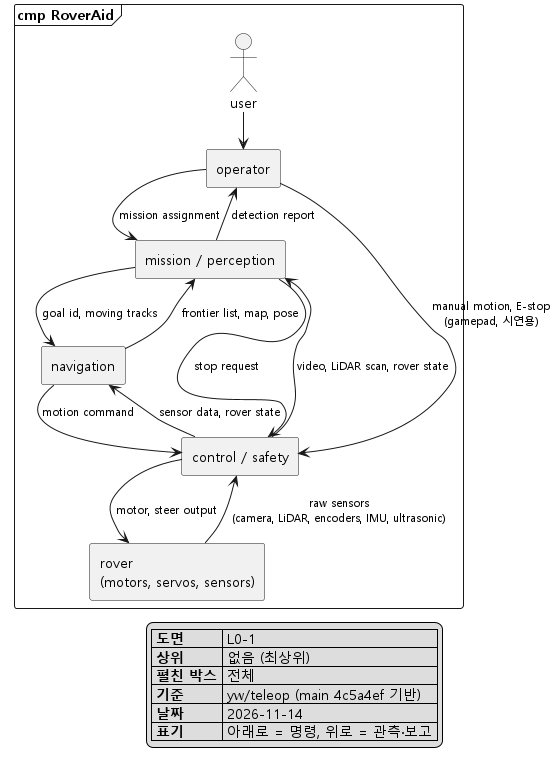 cmp RoverAid
user
operator
mission assignment
detection report
mission / perception
manual motion, E-stop
(gamepad, 시연용)
goal id, moving tracks
frontier list, map, pose
navigation
stop request
video, LiDAR scan, rover state
motion command
sensor data, rover state
control / safety
motor, steer output
raw sensors
(camera, LiDAR, encoders, IMU, ultrasonic)
rover
(motors, servos, sensors)
도면 L0-1
상위 없음 (최상위)
펼친 박스 전체
기준 yw/teleop (main 4c5a4ef 기반)
날짜 2026-11-14
표기 아래로 = 명령, 위로 = 관측·보고